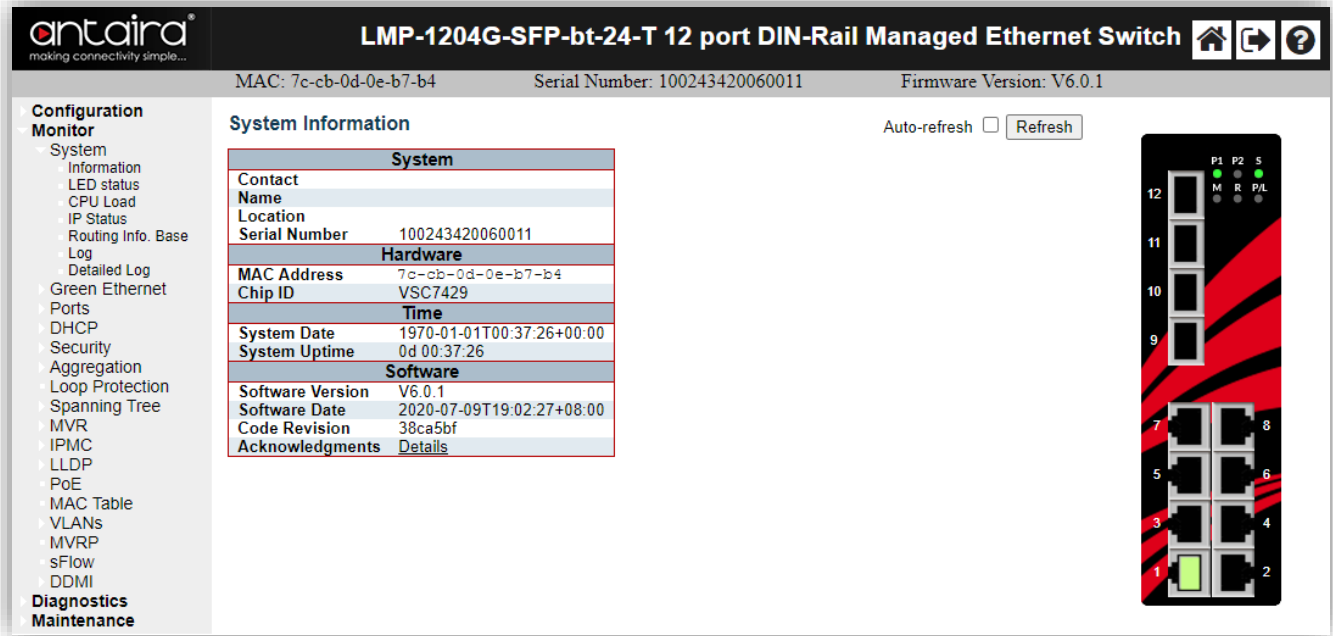 antaira®
making connectivity simple...
LMP-1204G-SFP-bt-24-T 12 port DIN-Rail Managed Ethernet Switch
MAC: 7c-cb-0d-0e-b7-b4 Serial Number: 100243420060011 Firmware Version: V6.0.1
Configuration
Monitor
System
Information
LED status
CPU Load
IP Status
Routing Info. Base
Log
Detailed Log
Green Ethernet
Ports
DHCP
Security
Aggregation
Loop Protection
Spanning Tree
MVR
IPMC
LLDP
PoE
MAC Table
VLANs
MVRP
sFlow
DDMI
Diagnostics
Maintenance
System Information
Auto-refresh Refresh
System
Contact
Name
Location
Serial Number 100243420060011
Hardware
MAC Address 7c-cb-0d-0e-b7-b4
Chip ID VSC7429
Time
System Date 1970-01-01T00:37:26+00:00
System Uptime 0d 00:37:26
Software
Software Version V6.0.1
Software Date 2020-07-09T19:02:27+08:00
Code Revision 38ca5bf
Acknowledgments Details
P1 P2 S
M R P/L
12
11
10
9
7 8
5 6
3 4
1 2